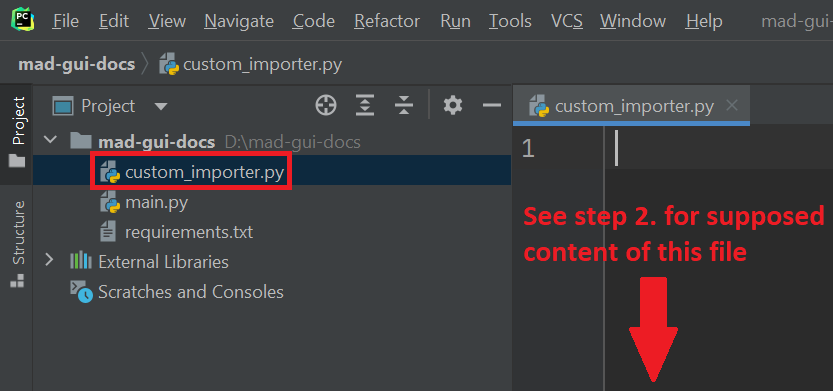 PC File Edit View Navigate Code Refactor Run Tools VCS Window Help mad-gui-
mad-gui-docs custom_importer.py
Project
Project
custom_importer.py
mad-gui-docs D:\mad-gui-docs
custom_importer.py
main.py
requirements.txt
External Libraries
Scratches and Consoles
Structure
1
See step 2. for supposed
content of this file